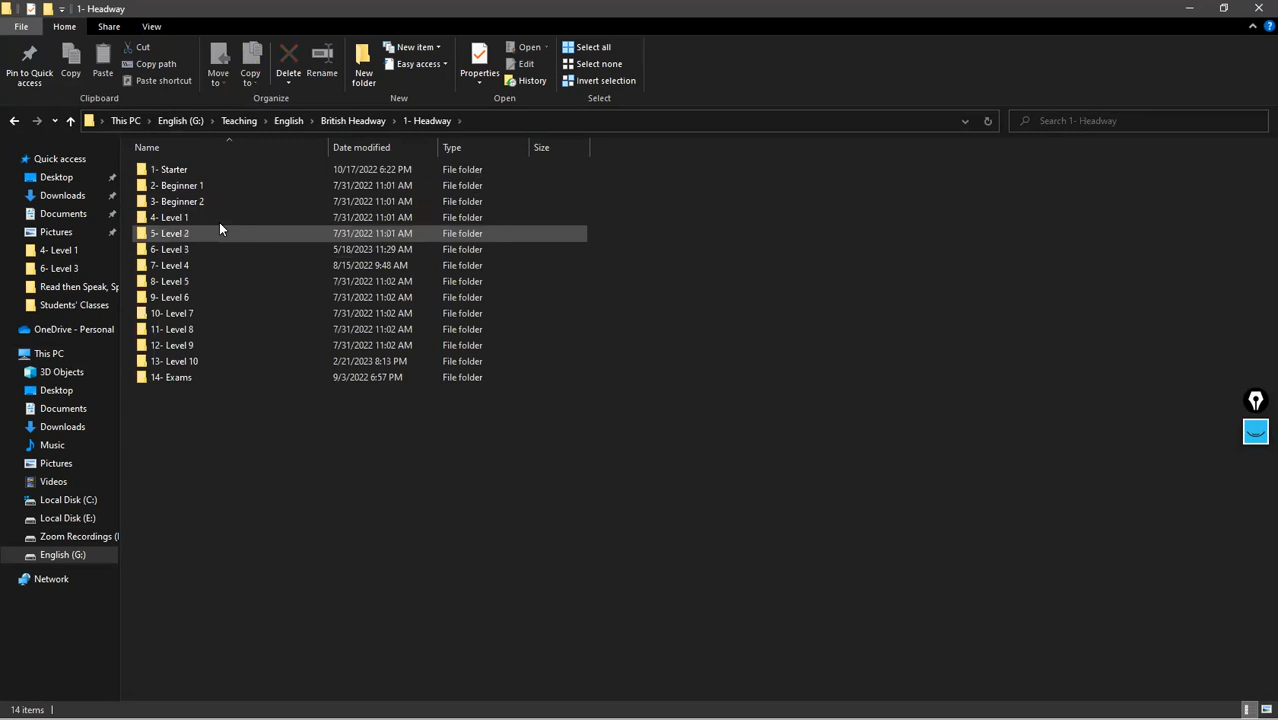 1- Headway
File Home Share View
Pin to Quick access
Copy
Paste
Cut
Copy path
Paste shortcut
Clipboard
Move to
Copy to
Delete
Rename
Organize
New folder
New item
Easy access
New
Properties
Open
Edit
History
Open
Select all
Select none
Invert selection
Select
This PC > English (G:) > Teaching > English > British Headway > 1- Headway >
Search 1- Headway
Name Date modified Type Size
1- Starter 10/17/2022 6:22 PM File folder
2- Beginner 1 7/31/2022 11:01 AM File folder
3- Beginner 2 7/31/2022 11:01 AM File folder
4- Level 1 7/31/2022 11:01 AM File folder
5- Level 2 7/31/2022 11:01 AM File folder
6- Level 3 5/18/2023 11:29 AM File folder
7- Level 4 8/15/2022 9:48 AM File folder
8- Level 5 7/31/2022 11:02 AM File folder
9- Level 6 7/31/2022 11:02 AM File folder
10- Level 7 7/31/2022 11:02 AM File folder
11- Level 8 7/31/2022 11:02 AM File folder
12- Level 9 7/31/2022 11:02 AM File folder
13- Level 10 2/21/2023 8:13 PM File folder
14- Exams 9/3/2022 6:57 PM File folder
Quick access
Desktop
Downloads
Documents
Pictures
4- Level 1
6- Level 3
Read then Speak, Sp
Students' Classes
OneDrive - Personal
This PC
3D Objects
Desktop
Documents
Downloads
Music
Pictures
Videos
Local Disk (C:)
Local Disk (E:)
Zoom Recordings (
English (G:)
Network
14 items